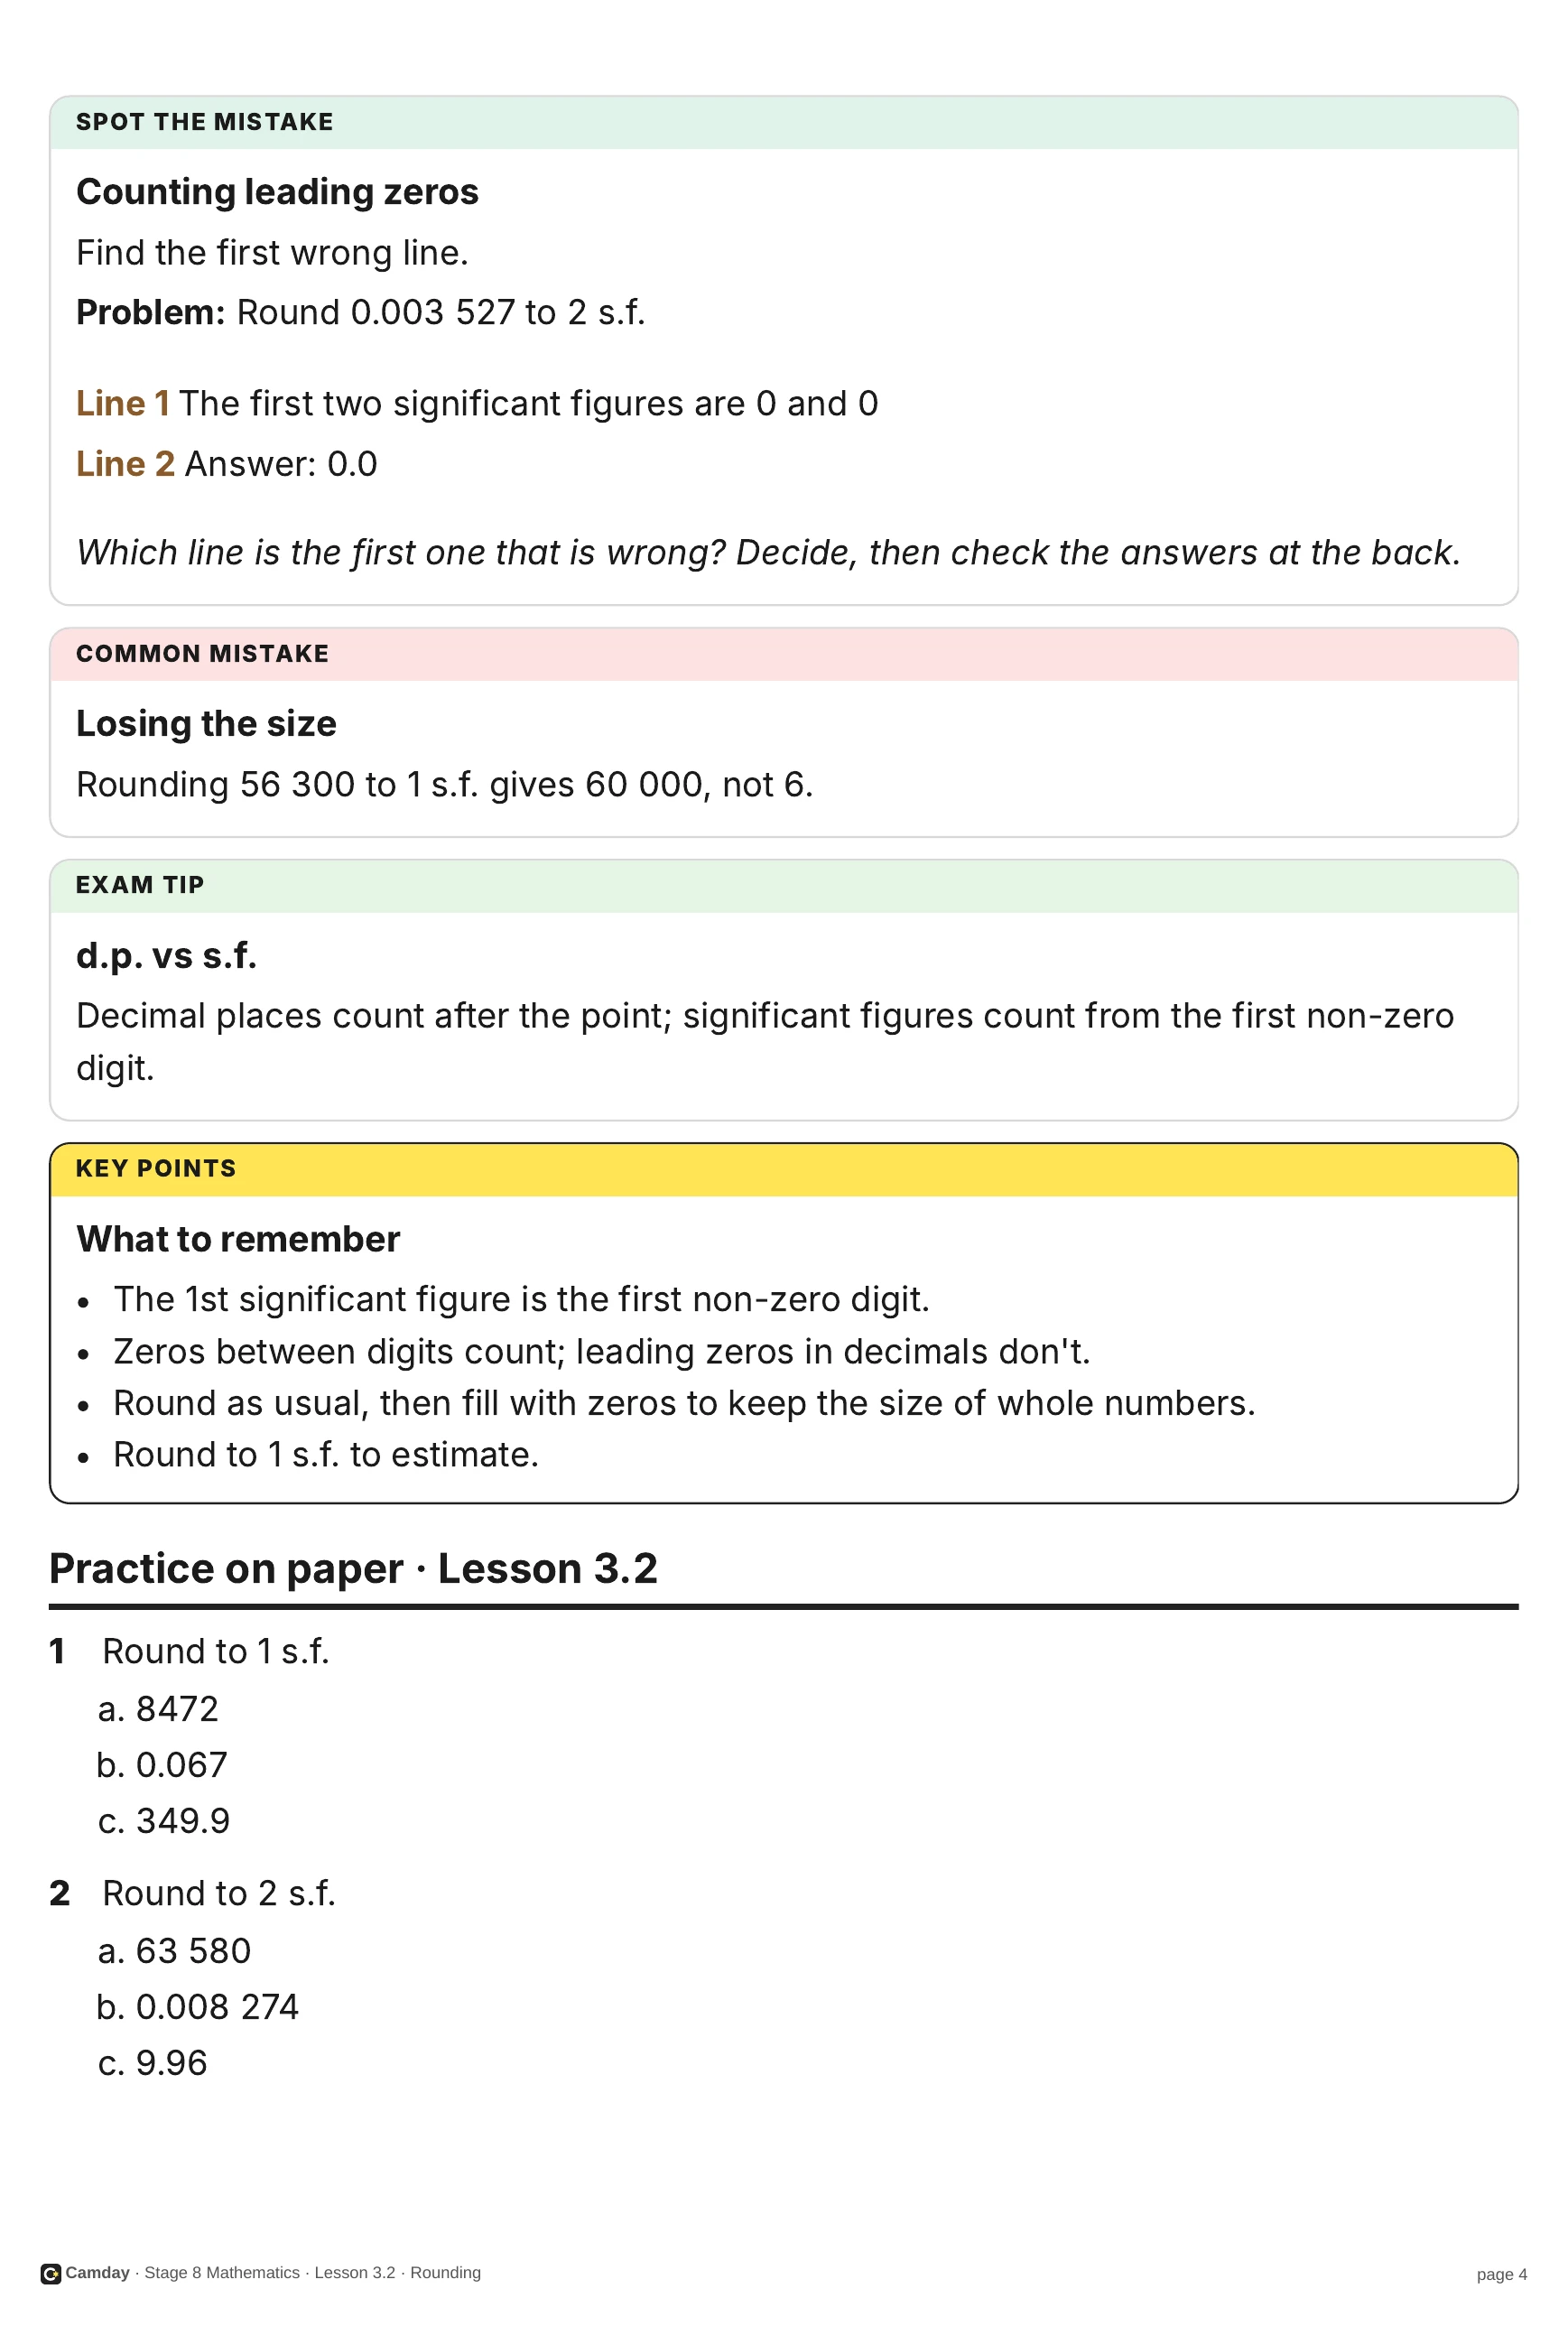 SPOT THE MISTAKE
Counting leading zeros
Find the first wrong line.
Problem: Round 0.003 527 to 2 s.f.
Line 1 The first two significant figures are 0 and 0
Line 2 Answer: 0.0
Which line is the first one that is wrong? Decide, then check the answers at the back.
COMMON MISTAKE
Losing the size
Rounding 56 300 to 1 s.f. gives 60 000, not 6.
EXAM TIP
d.p. vs s.f.
Decimal places count after the point; significant figures count from the first non-zero
digit.
KEY POINTS
What to remember
• The 1st significant figure is the first non-zero digit.
• Zeros between digits count; leading zeros in decimals don't.
• Round as usual, then fill with zeros to keep the size of whole numbers.
• Round to 1 s.f. to estimate.
Practice on paper · Lesson 3.2
1 Round to 1 s.f.
a. 8472
b. 0.067
c. 349.9
2 Round to 2 s.f.
a. 63 580
b. 0.008 274
c. 9.96
Camday · Stage 8 Mathematics · Lesson 3.2 · Rounding
page 4